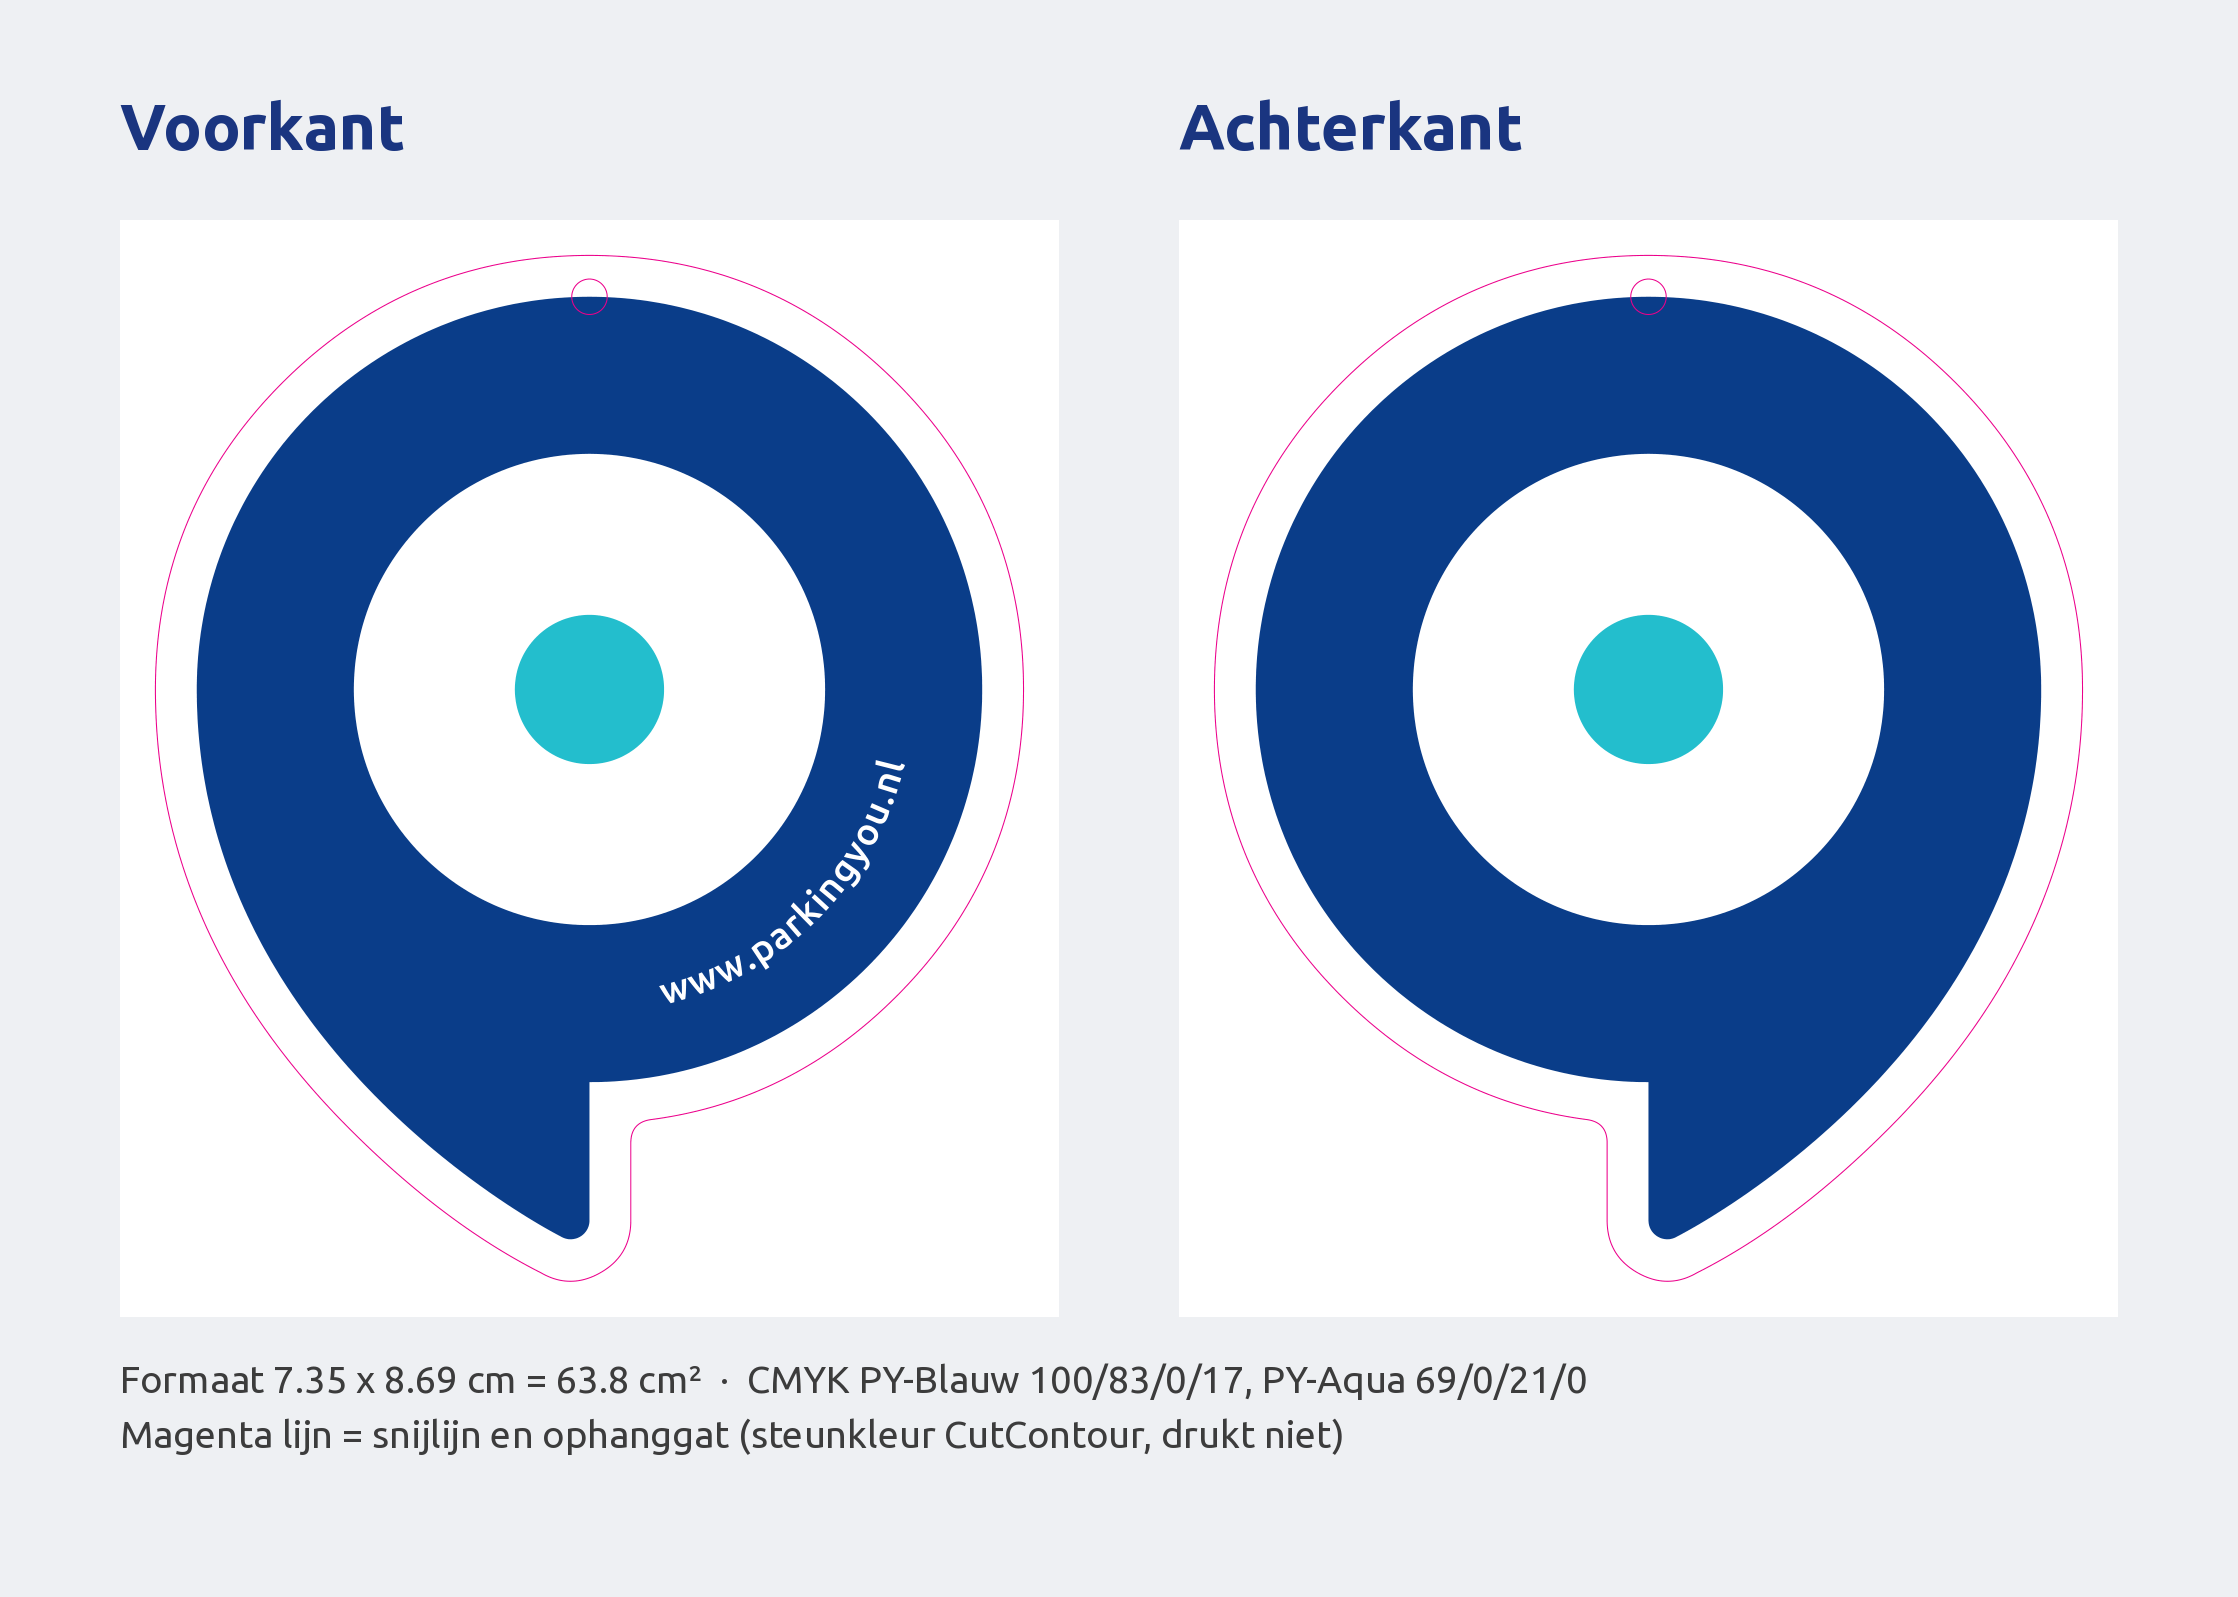 Voorkant
Achterkant
www.parkingyou.nl
Formaat 7.35 x 8.69 cm = 63.8 cm² · CMYK PY-Blauw 100/83/0/17, PY-Aqua 69/0/21/0
Magenta lijn = snijlijn en ophanggat (steunkleur CutContour, drukt niet)